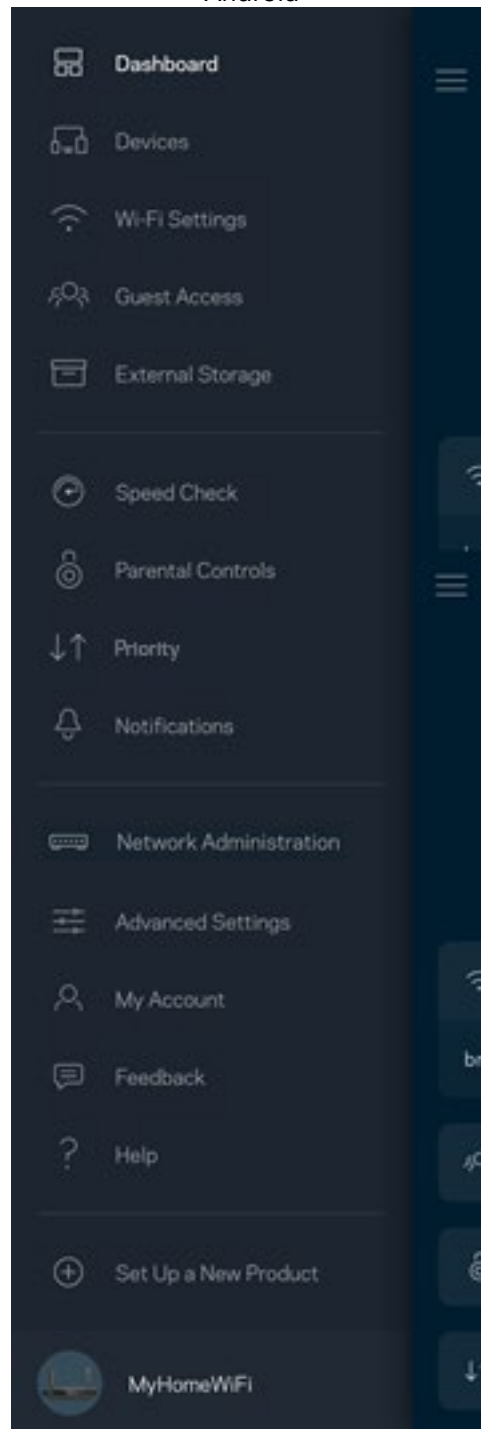 Android
Dashboard
Devices
Wi-Fi Settings
Guest Access
External Storage
Speed Check
Parental Controls
Priority
Notifications
Network Administration
Advanced Settings
My Account
Feedback
br
Help
Set Up a New Product
MyHomeWiFi